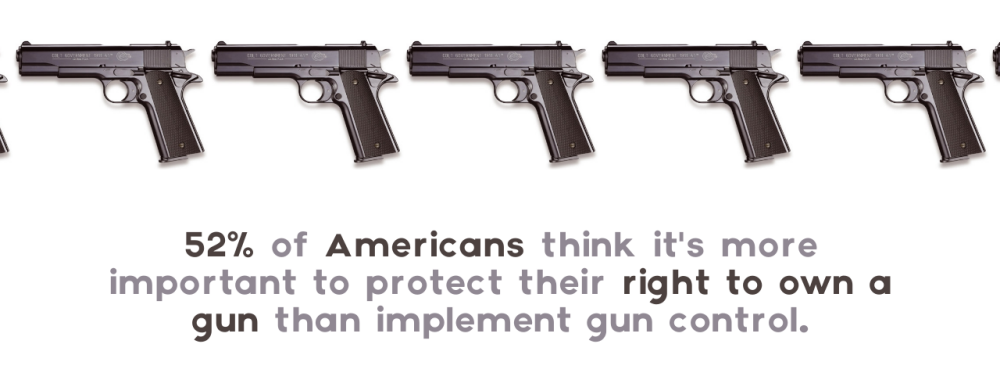 52% of Americans think it's more
important to protect their right to own a
gun than implement gun control.